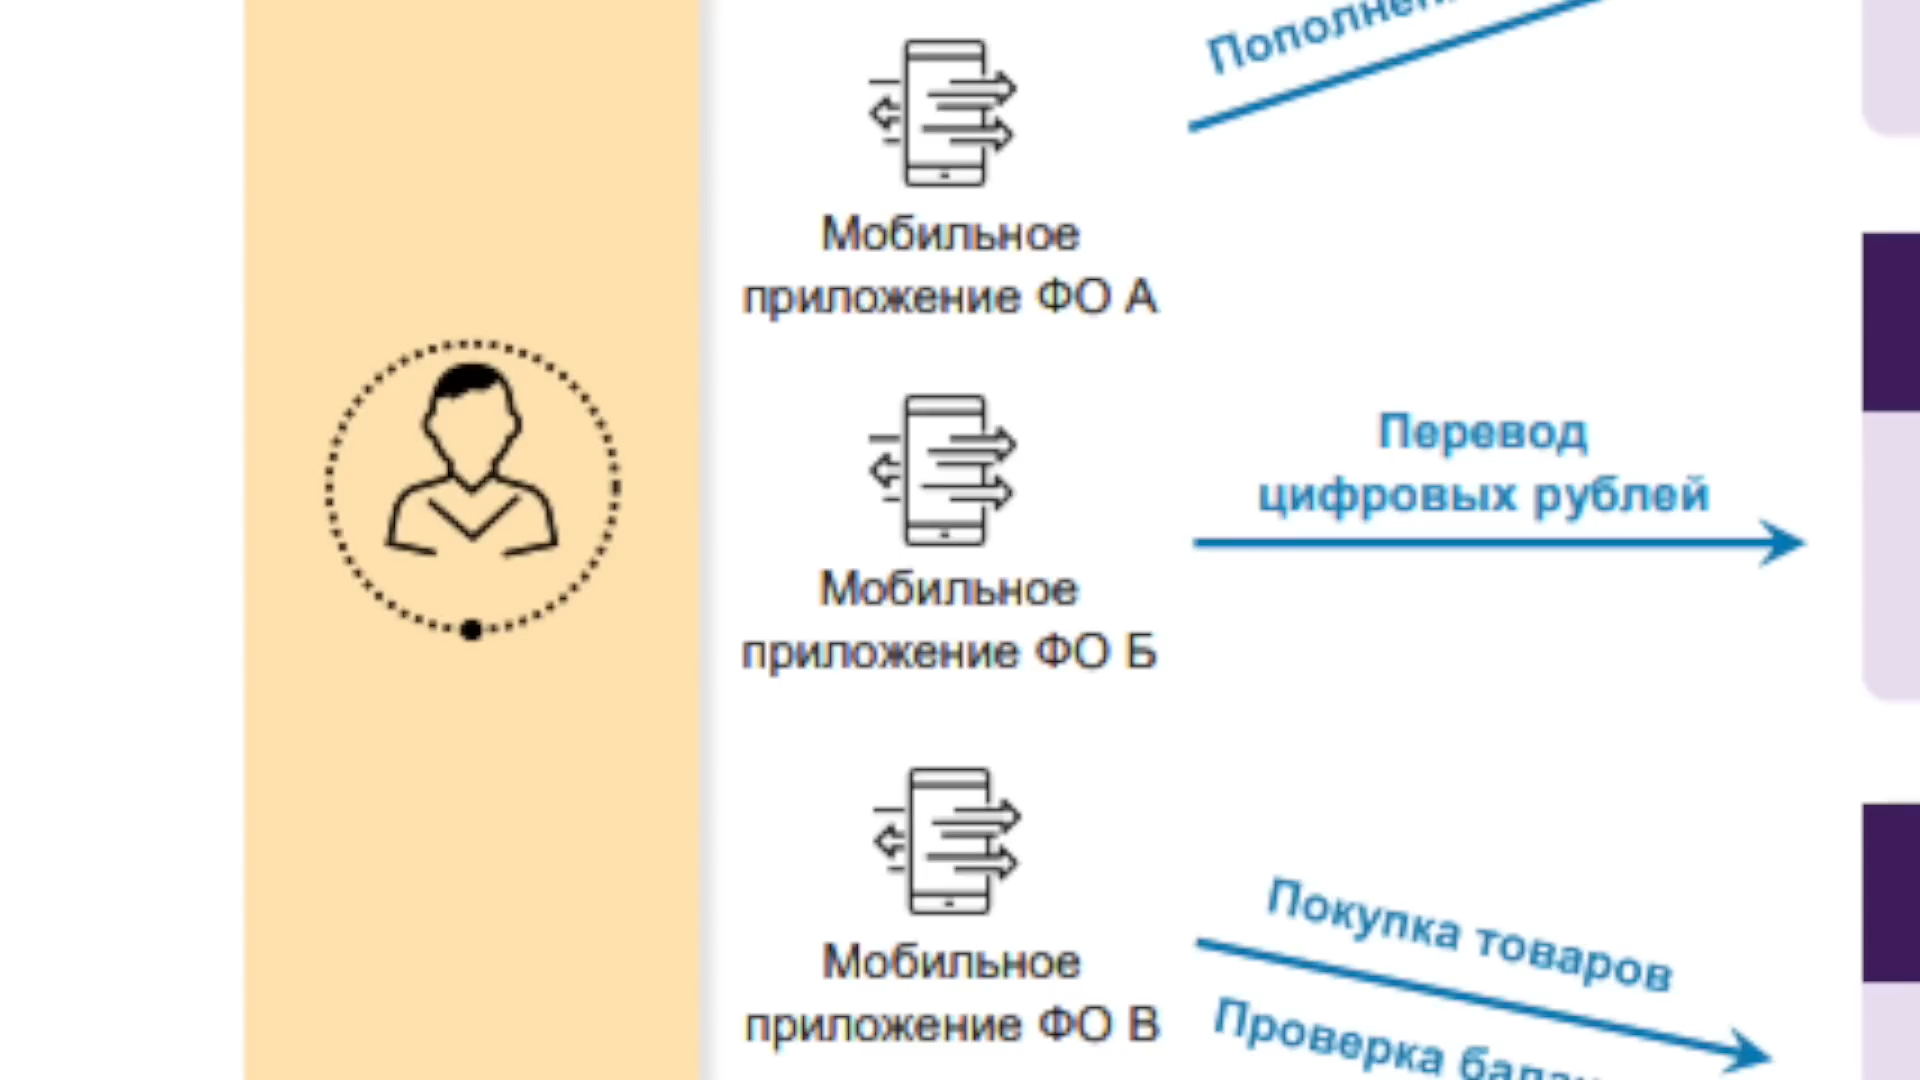 Мобильное
приложение ФО А
Перевод
цифровых рублей
Мобильное
приложение ФО Б
Покупка товаров
Мобильное
приложение ФО В
Проверка